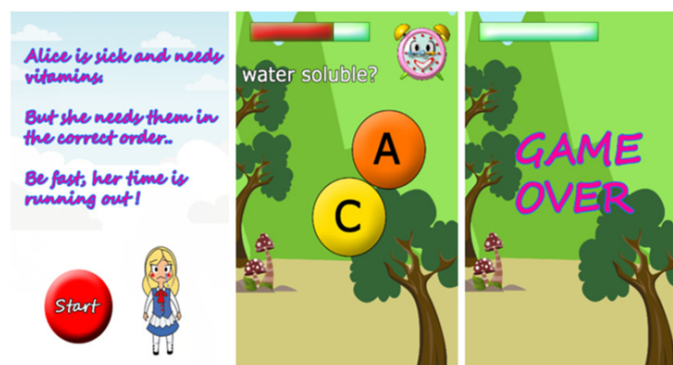 Alice is sick and needs
vitamins.
But she needs them in
the correct order..
Be fast, her time is
running out !
Start
water soluble?
A
C
GAME
OVER